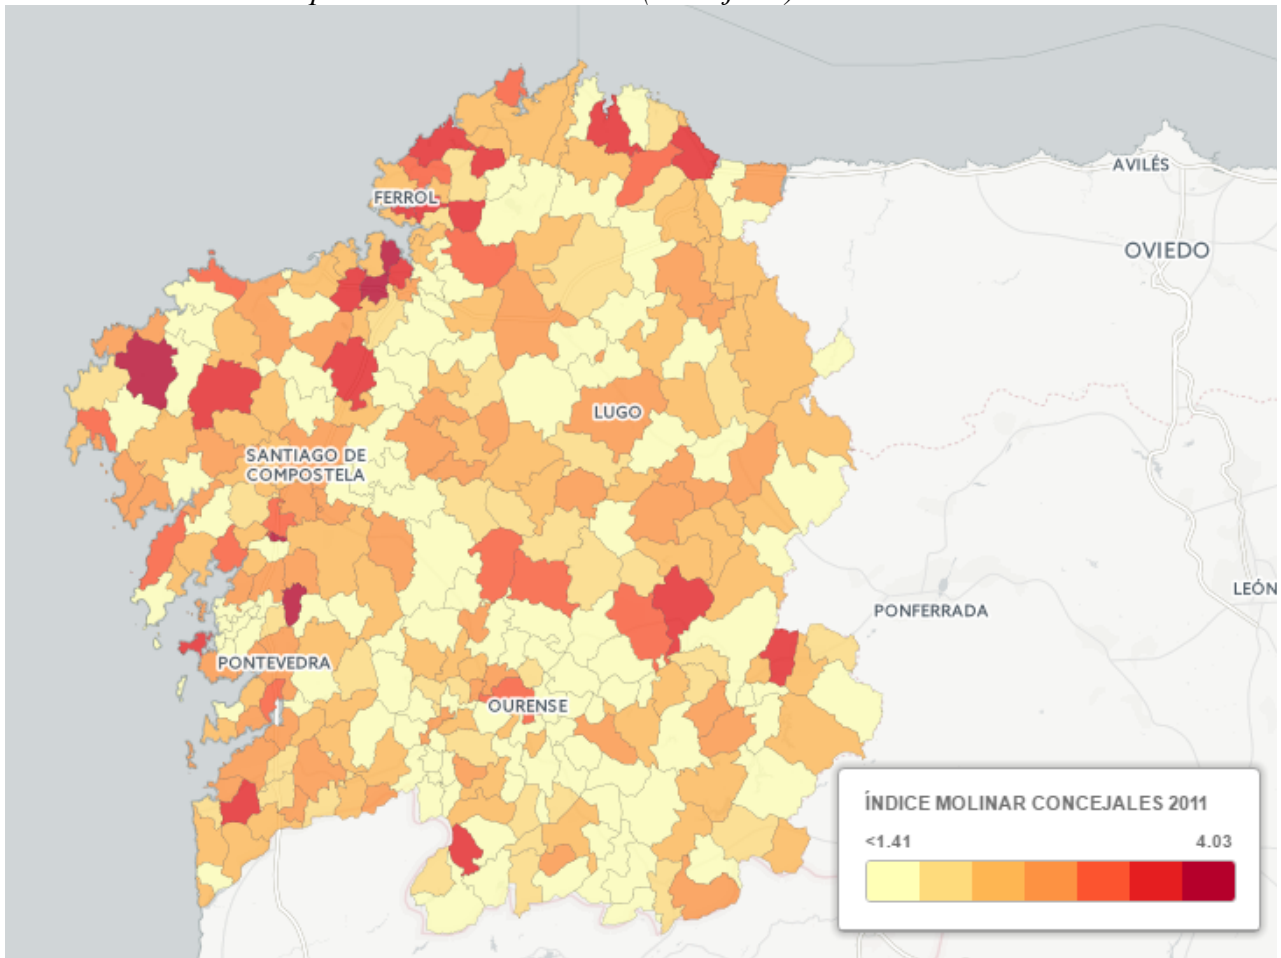 FERROL
AVILÉS
OVIEDO
LUGO
SANTIAGO DE
COMPOSTELA
LEÓN
PONFERRADA
PONTEVEDRA
OURENSE
ÍNDICE MOLINAR CONCEJALES 2011
<1.41 4.03